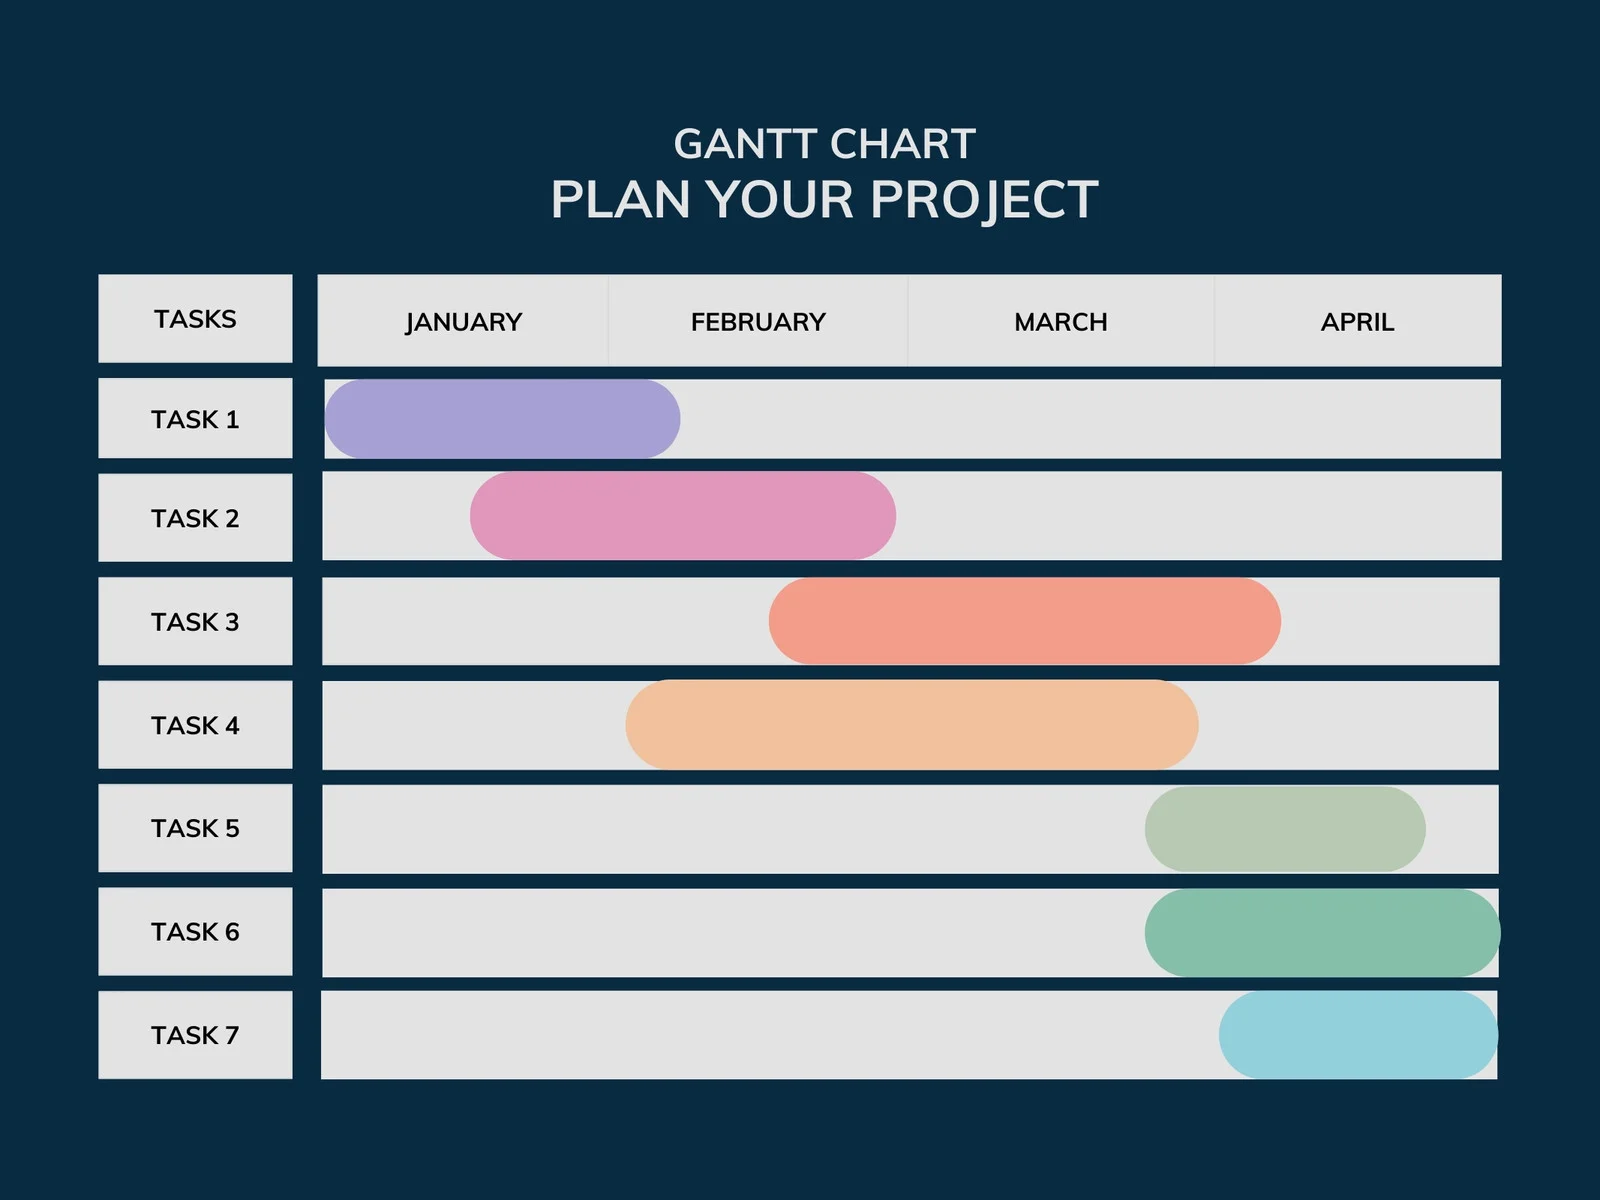 GANTT CHART
PLAN YOUR PROJECT
TASKS JANUARY FEBRUARY MARCH APRIL
TASK 1
TASK 2
TASK 3
TASK 4
TASK 5
TASK 6
TASK 7